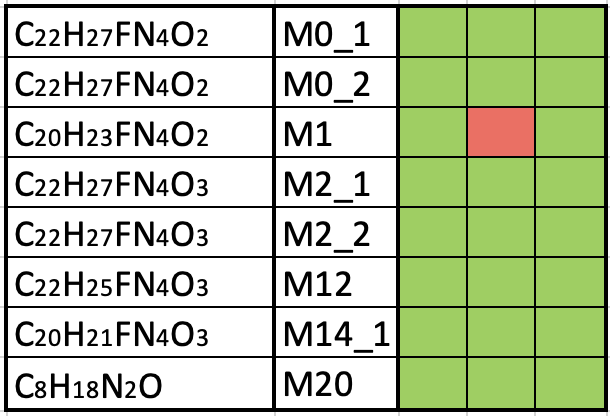 C22H27FN4O2 M0_1
C22H27FN4O2 M0_2
C20H23FN4O2 M1
C22H27FN4O3 M2_1
C22H27FN4O3 M2_2
C22H25FN4O3 M12
C20H21FN4O3 M14_1
C8H18N2O M20